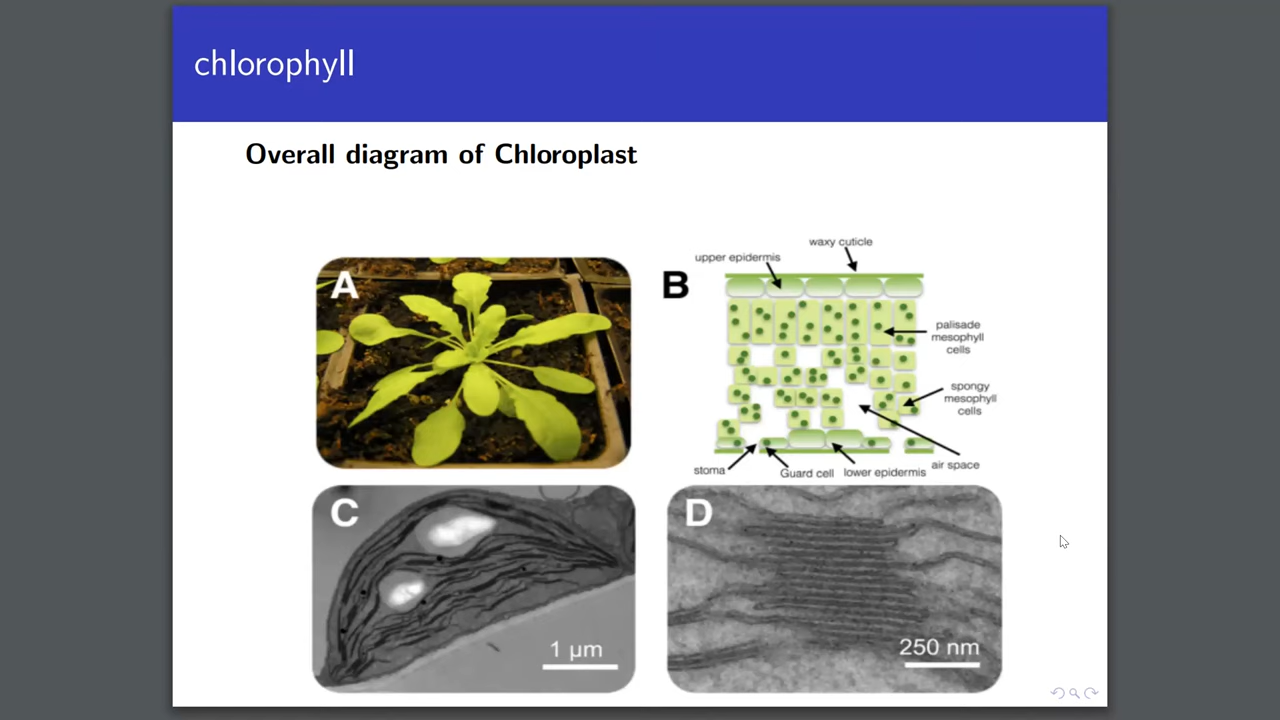 chlorophyll
Overall diagram of Chloroplast
A
B
waxy cuticle
upper epidermis
palisade
mesophyll
cells
spongy
mesophyll
cells
air space
stoma
Guard cell
lower epidermis
C
1 µm
D
250 nm